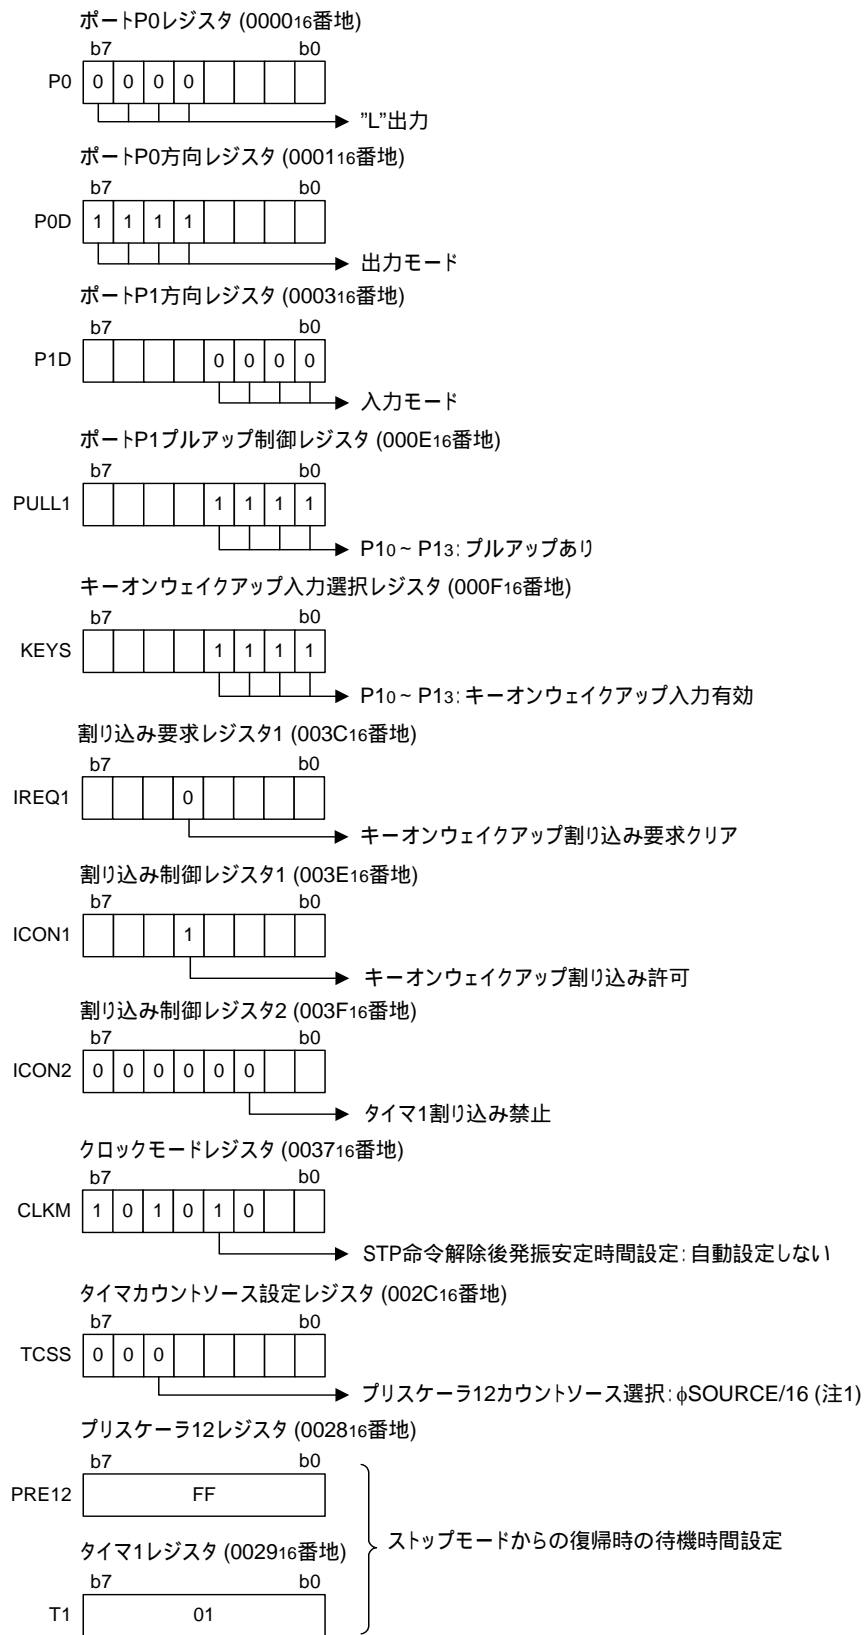 ポートP0レジスタ (000016番地)
b7 b0
P0 0 0 0 0
”L”出力
ポートP0方向レジスタ (000116番地)
b7 b0
P0D 1 1 1 1
出力モード
ポートP1方向レジスタ (000316番地)
b7 b0
P1D 0 0 0 0
入力モード
ポートP1プルアップ制御レジスタ (000E16番地)
b7 b0
PULL1 1 1 1 1
P10 ~ P13: プルアップあり
キーオンウェイクアップ入力選択レジスタ (000F16番地)
b7 b0
KEYS 1 1 1 1
P10 ~ P13: キーオンウェイクアップ入力有効
割り込み要求レジスタ1 (003C16番地)
b7 b0
IREQ1 0
キーオンウェイクアップ割り込み要求クリア
割り込み制御レジスタ1 (003E16番地)
b7 b0
ICON1 1
キーオンウェイクアップ割り込み許可
割り込み制御レジスタ2 (003F16番地)
b7 b0
ICON2 0 0 0 0 0 0
タイマ1割り込み禁止
クロックモードレジスタ (003716番地)
b7 b0
CLKM 1 0 1 0 1 0
STP命令解除後発振安定時間設定: 自動設定しない
タイマカウントソース設定レジスタ (002C16番地)
b7 b0
TCSS 0 0 0
プリスケーラ12カウントソース選択: φSOURCE/16 (注1)
プリスケーラ12レジスタ (002816番地)
b7 b0
PRE12 FF
ストップモードからの復帰時の待機時間設定
タイマ1レジスタ (002916番地)
b7 b0
T1 01